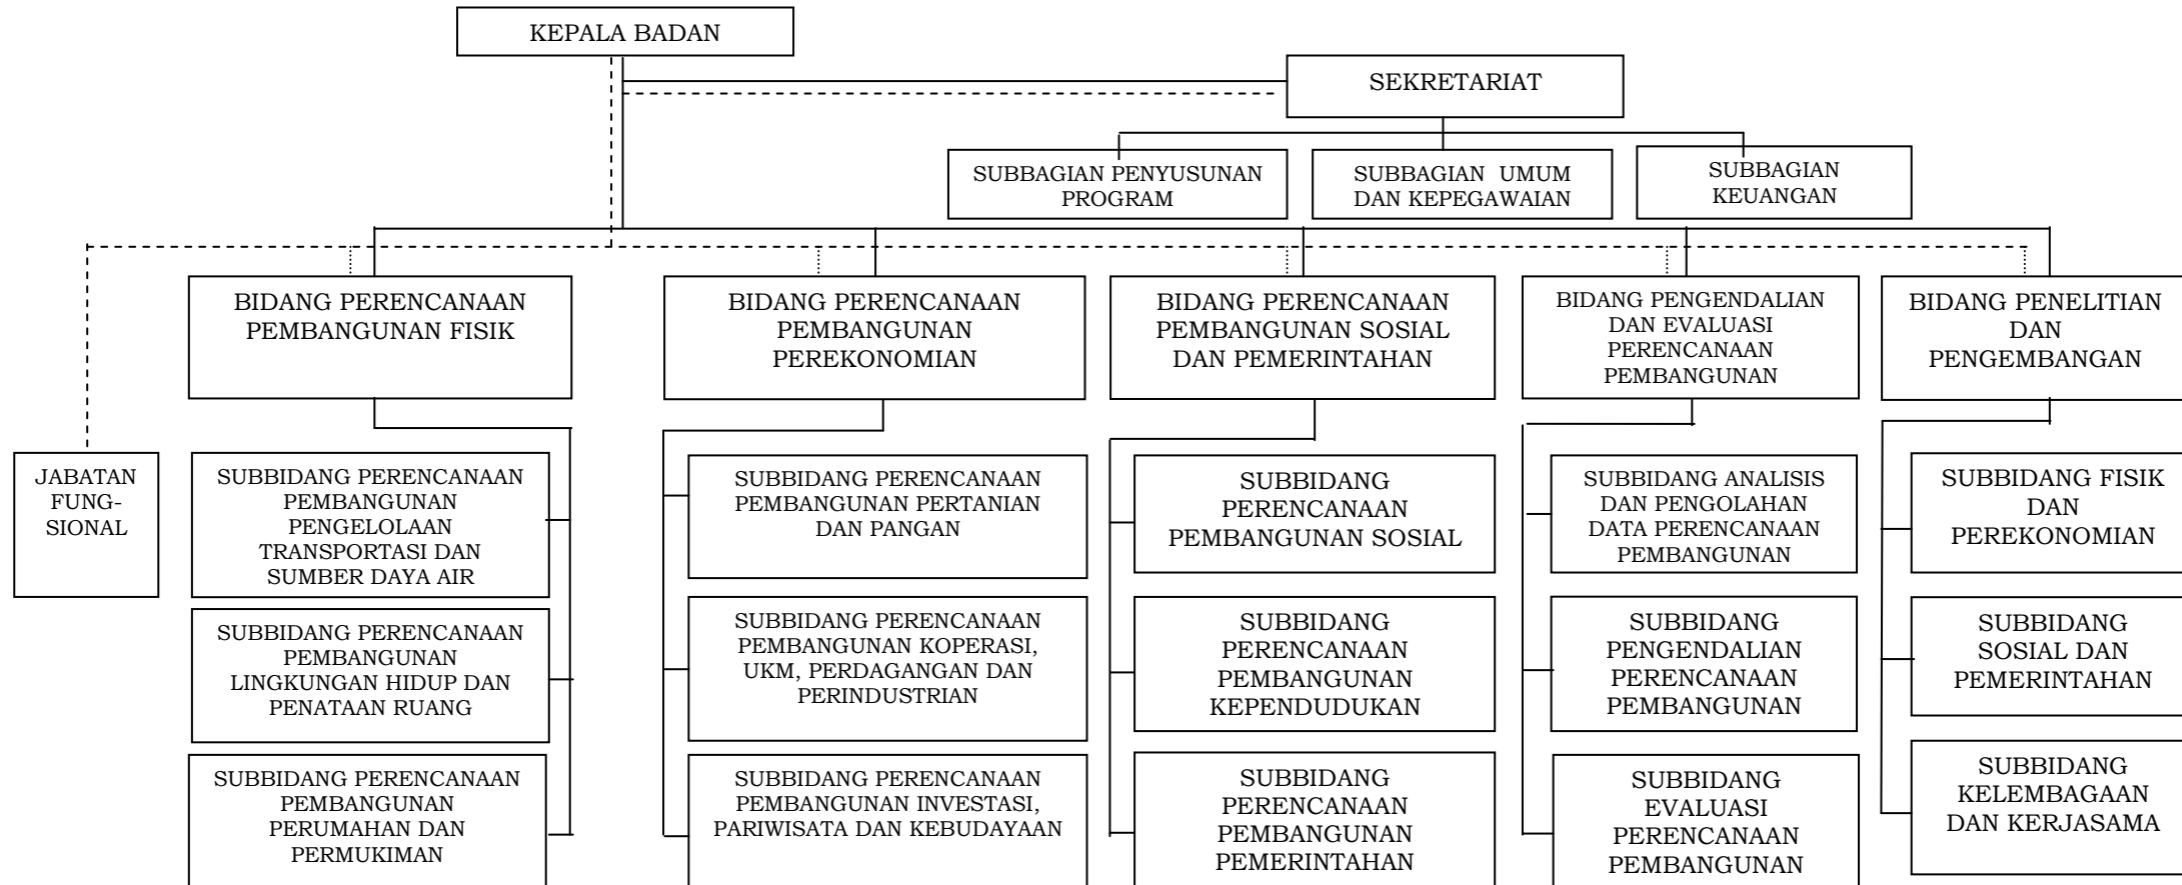 KEPALA BADAN
SEKRETARIAT
SUBBAGIAN PENYUSUNAN
PROGRAM
SUBBAGIAN  UMUM
DAN KEPEGAWAIAN
SUBBAGIAN
KEUANGAN
BIDANG PERENCANAAN
PEMBANGUNAN FISIK
BIDANG PERENCANAAN
PEMBANGUNAN
PEREKONOMIAN
BIDANG PERENCANAAN
PEMBANGUNAN SOSIAL
DAN PEMERINTAHAN
BIDANG PENGENDALIAN
DAN EVALUASI
PERENCANAAN
PEMBANGUNAN
BIDANG PENELITIAN
DAN
PENGEMBANGAN
JABATAN
FUNG-
SIONAL
SUBBIDANG PERENCANAAN
PEMBANGUNAN
PENGELOLAAN
TRANSPORTASI DAN
SUMBER DAYA AIR
SUBBIDANG PERENCANAAN
PEMBANGUNAN PERTANIAN
DAN PANGAN
SUBBIDANG
PERENCANAAN
PEMBANGUNAN SOSIAL
SUBBIDANG ANALISIS
DAN PENGOLAHAN
DATA PERENCANAAN
PEMBANGUNAN
SUBBIDANG FISIK
DAN
PEREKONOMIAN
SUBBIDANG PERENCANAAN
PEMBANGUNAN
LINGKUNGAN HIDUP DAN
PENATAAN RUANG
SUBBIDANG PERENCANAAN
PEMBANGUNAN KOPERASI,
UKM, PERDAGANGAN DAN
PERINDUSTRIAN
SUBBIDANG
PERENCANAAN
PEMBANGUNAN
KEPENDUDUKAN
SUBBIDANG
PENGENDALIAN
PERENCANAAN
PEMBANGUNAN
SUBBIDANG
SOSIAL DAN
PEMERINTAHAN
SUBBIDANG PERENCANAAN
PEMBANGUNAN
PERUMAHAN DAN
PERMUKIMAN
SUBBIDANG PERENCANAAN
PEMBANGUNAN INVESTASI,
PARIWISATA DAN KEBUDAYAAN
SUBBIDANG
PERENCANAAN
PEMBANGUNAN
PEMERINTAHAN
SUBBIDANG
EVALUASI
PERENCANAAN
PEMBANGUNAN
SUBBIDANG
KELEMBAGAAN
DAN KERJASAMA